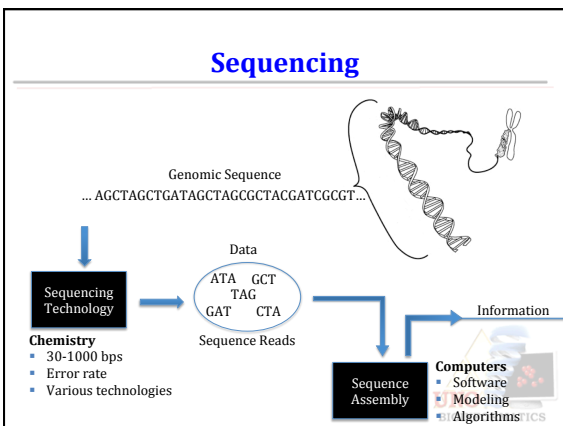 Sequencing
Genomic Sequence
... AGCTAGCTGATAGCTAGCGCTACGATCGCGT...
Data
ATA GCT
TAG
GAT CTA
Sequence Reads
Sequencing
Technology
Chemistry
▪ 30-1000 bps
▪ Error rate
▪ Various technologies
Information
Sequence
Assembly
Computers
▪ Software
▪ Modeling
▪ Algorithms